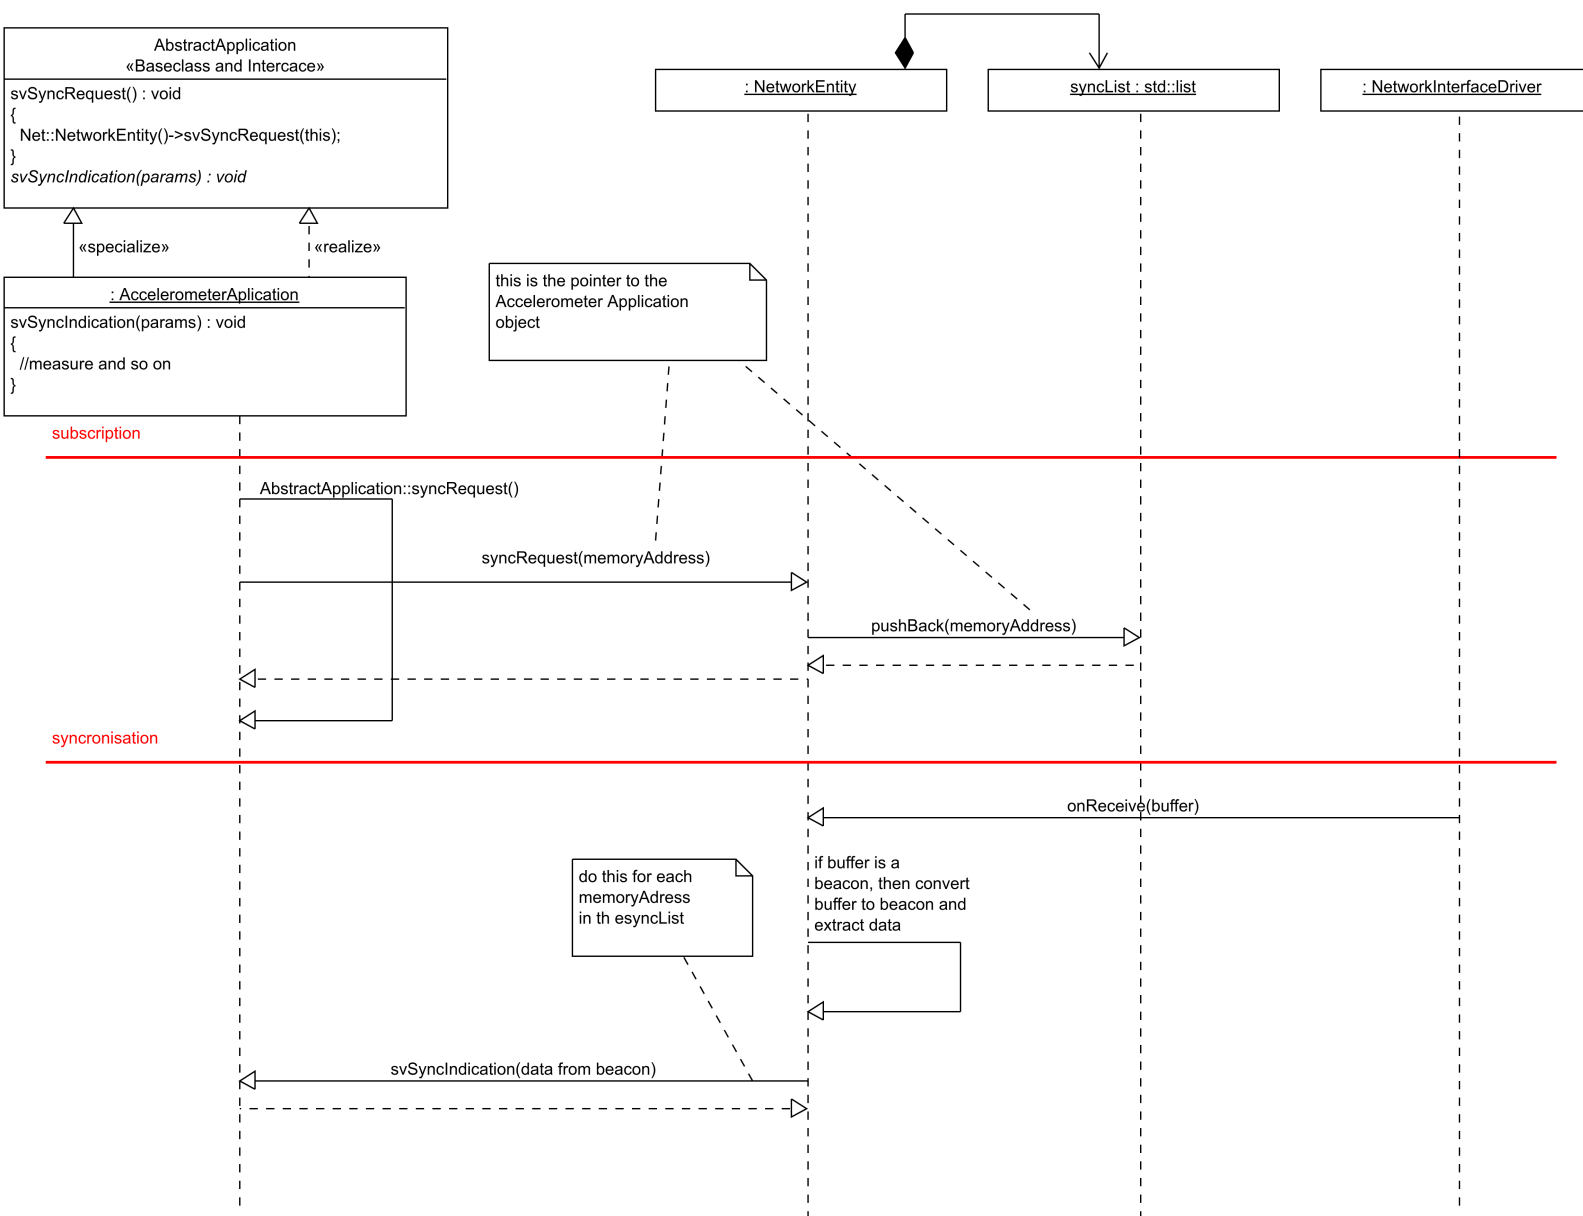 AbstractApplication
«Baseclass and Intercace»
svSyncRequest() : void
{
Net::NetworkEntity()->svSyncRequest(this);
}
svSyncIndication(params) : void
«specialize»
«realize»
: AccelerometerAplication
svSyncIndication(params) : void
{
//measure and so on
}
: NetworkEntity
syncList : std::list
: NetworkInterfaceDriver
this is the pointer to the
Accelerometer Application
object
subscription
AbstractApplication::syncRequest()
syncRequest(memoryAddress)
pushBack(memoryAddress)
syncronisation
onReceive(buffer)
if buffer is a
beacon, then convert
buffer to beacon and
extract data
do this for each
memoryAdress
in th esyncList
svSyncIndication(data from beacon)